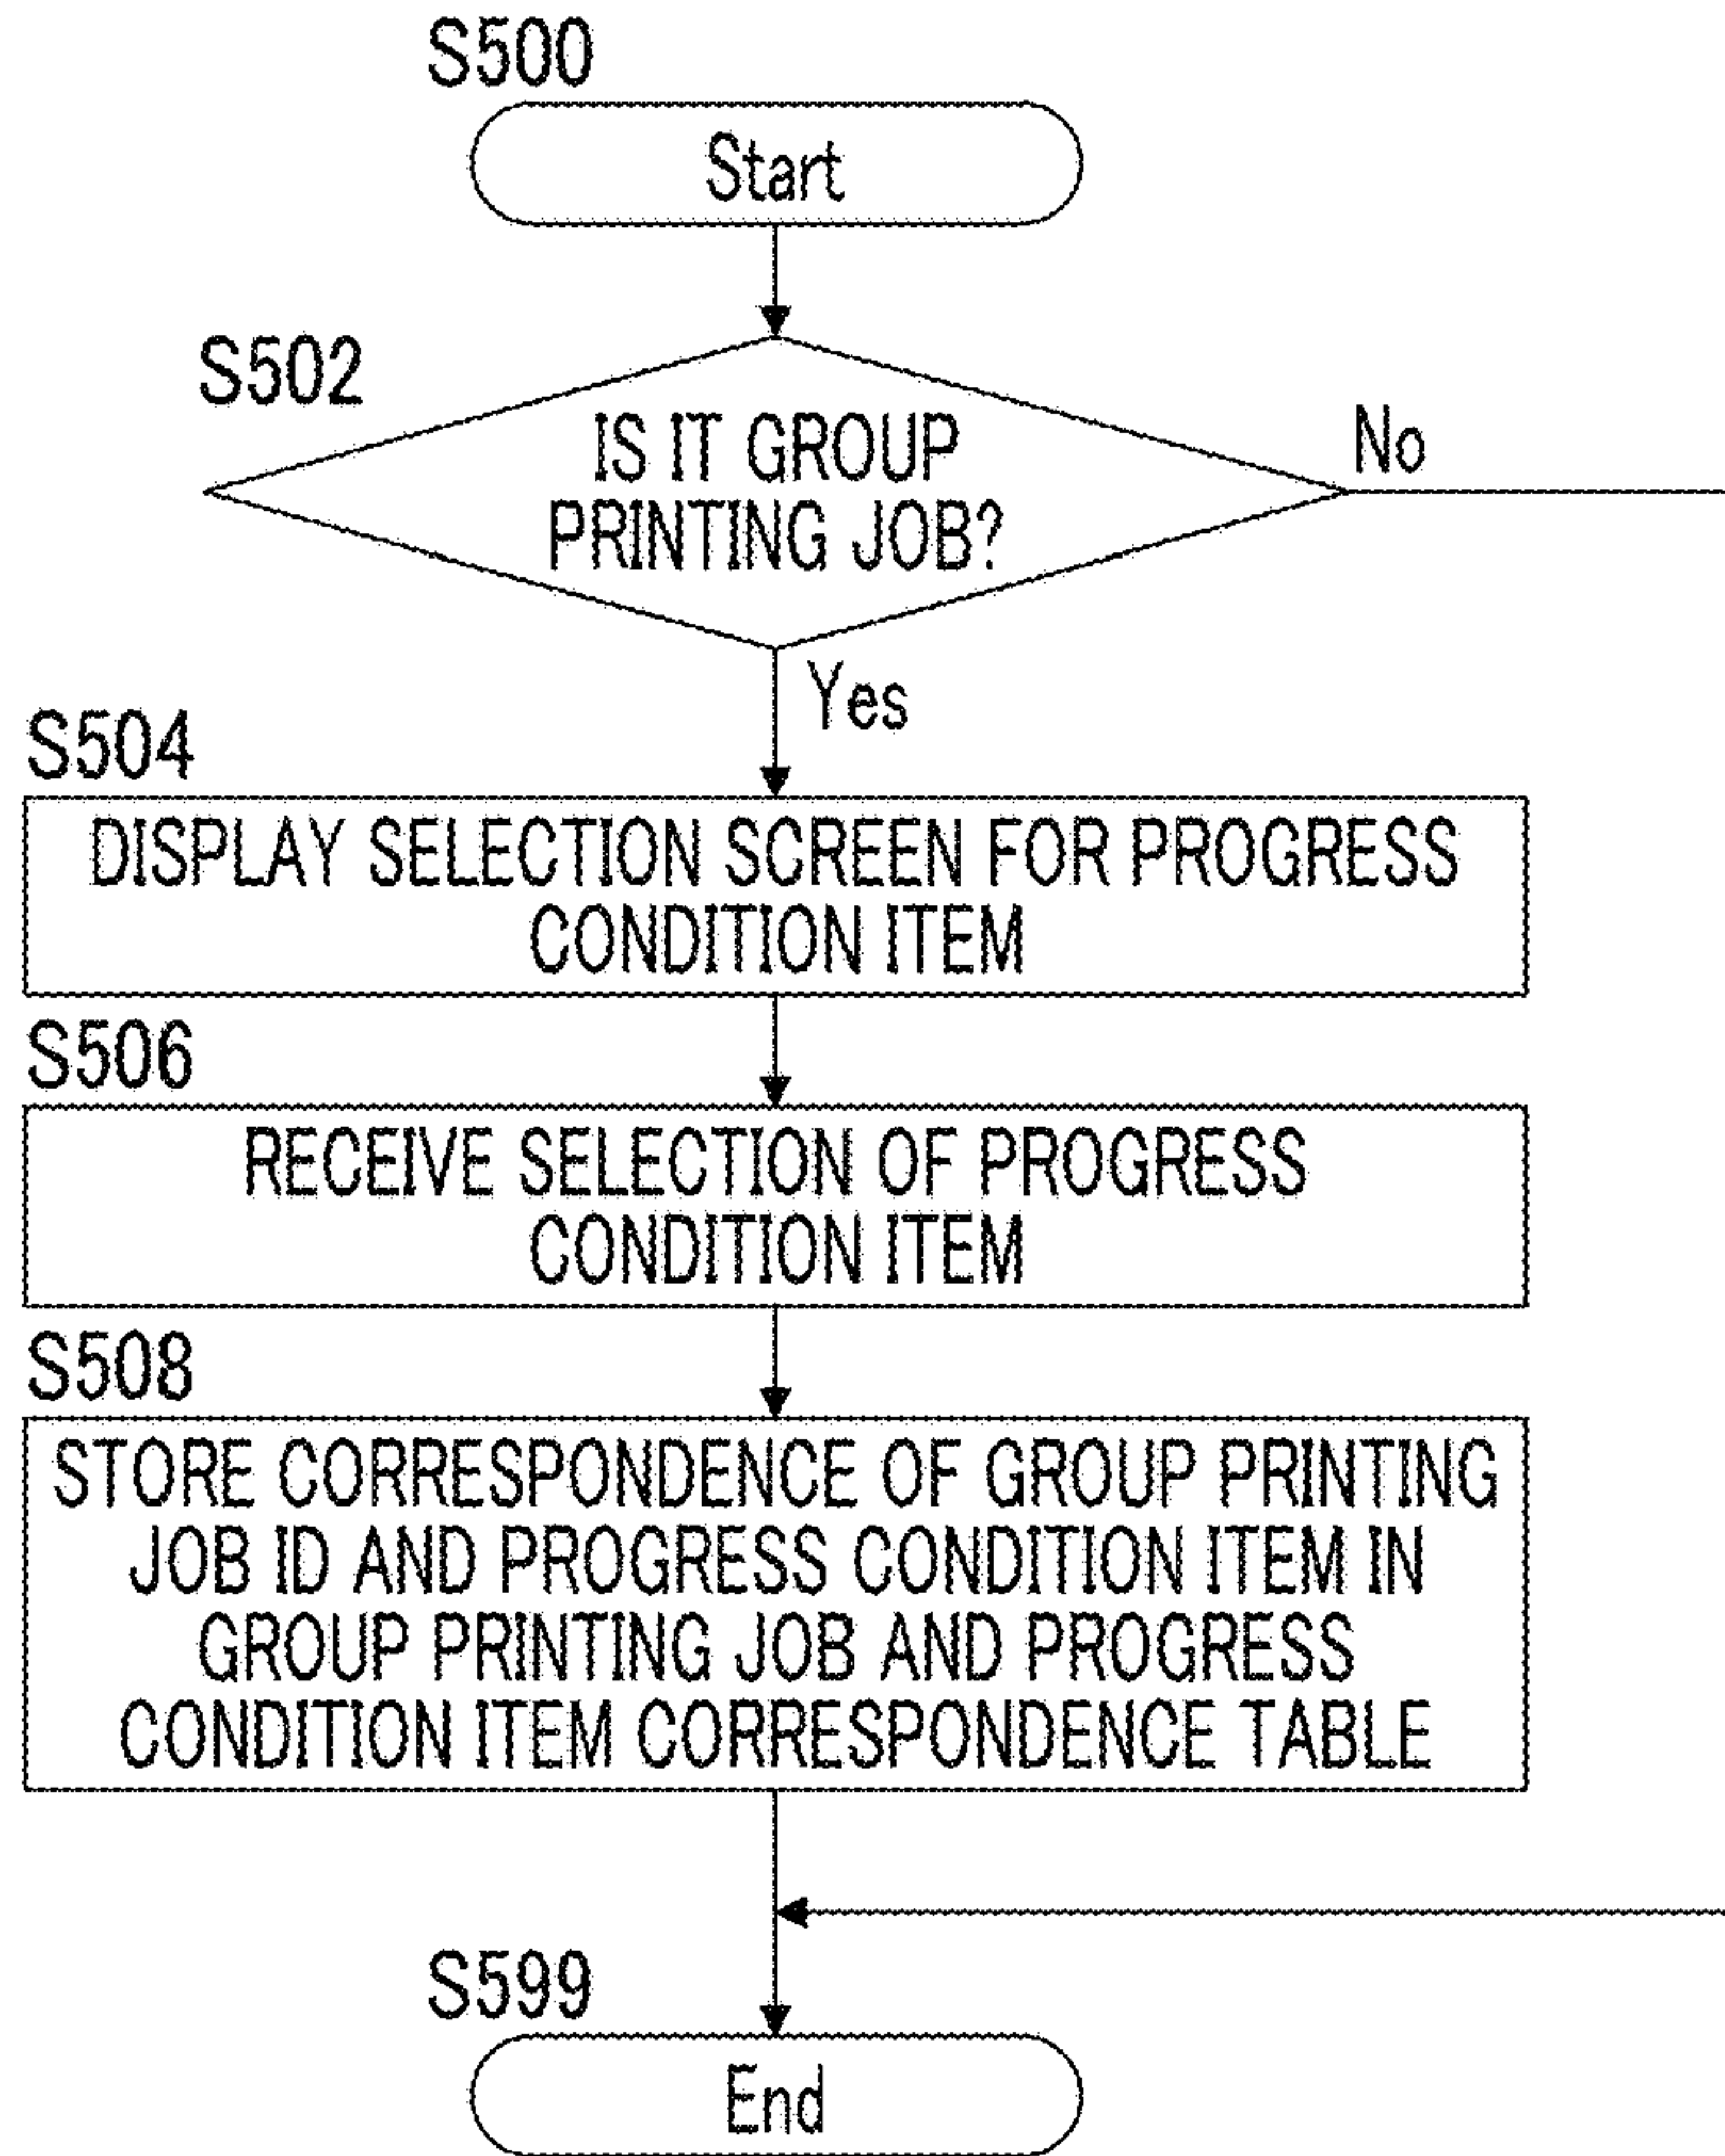 S500
Start
S502
IS IT GROUP
PRINTING JOB?
No
Yes
S504
DISPLAY SELECTION SCREEN FOR PROGRESS
CONDITION ITEM
S506
RECEIVE SELECTION OF PROGRESS
CONDITION ITEM
S508
STORE CORRESPONDENCE OF GROUP PRINTING
JOB ID AND PROGRESS CONDITION ITEM IN
GROUP PRINTING JOB AND PROGRESS
CONDITION ITEM CORRESPONDENCE TABLE
S599
End